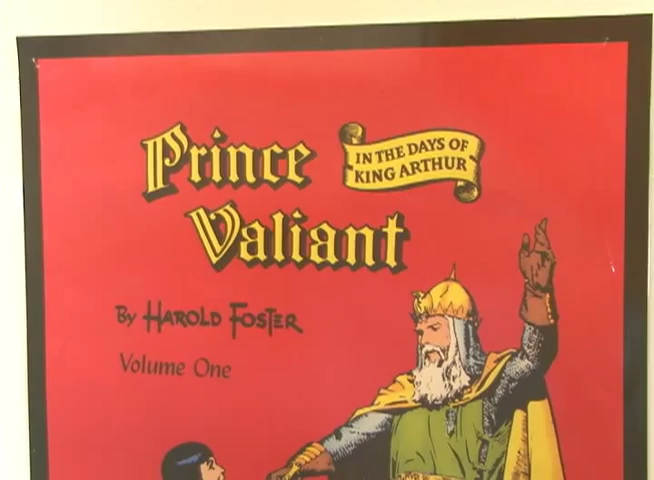 Prince
IN THE DAYS OF
KING ARTHUR
Valiant
By HAROLD FOSTER
Volume One